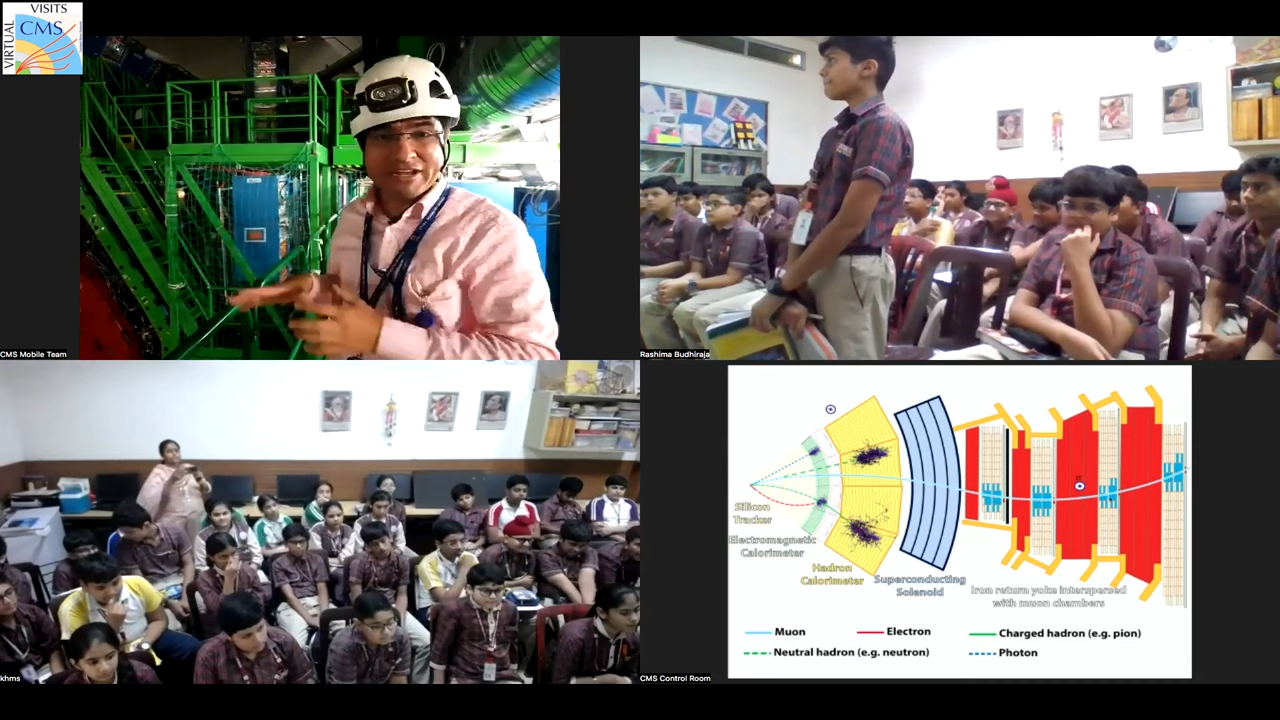 VIRTUAL
VISITS
CMS
CMS Mobile Team
Rashima Budhiraja
khms
CMS Control Room
Silicon
Tracker
Electromagnetic
Calorimeter
Hadron
Calorimeter
Superconducting
Solenoid
Iron return yoke interspersed
with muon chambers
Muon
Electron
Charged hadron (e.g. pion)
Neutral hadron (e.g. neutron)
Photon